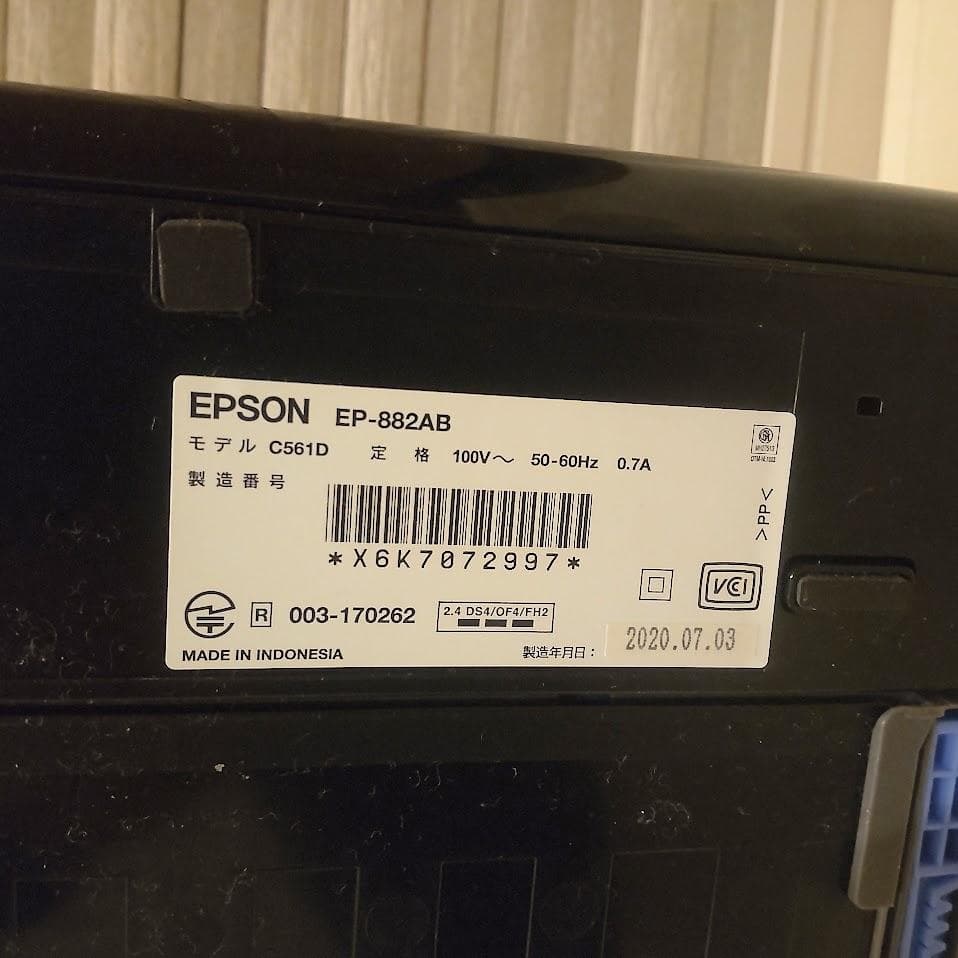 EPSON EP-882AB
モデル C561D 定格 100V～ 50-60Hz 0.7A
製造番号
*X6K7072997*
>PP<
VCI
R 003-170262
2.4 DS4/OF4/FH2
MADE IN INDONESIA
製造年月日：2020.07.03